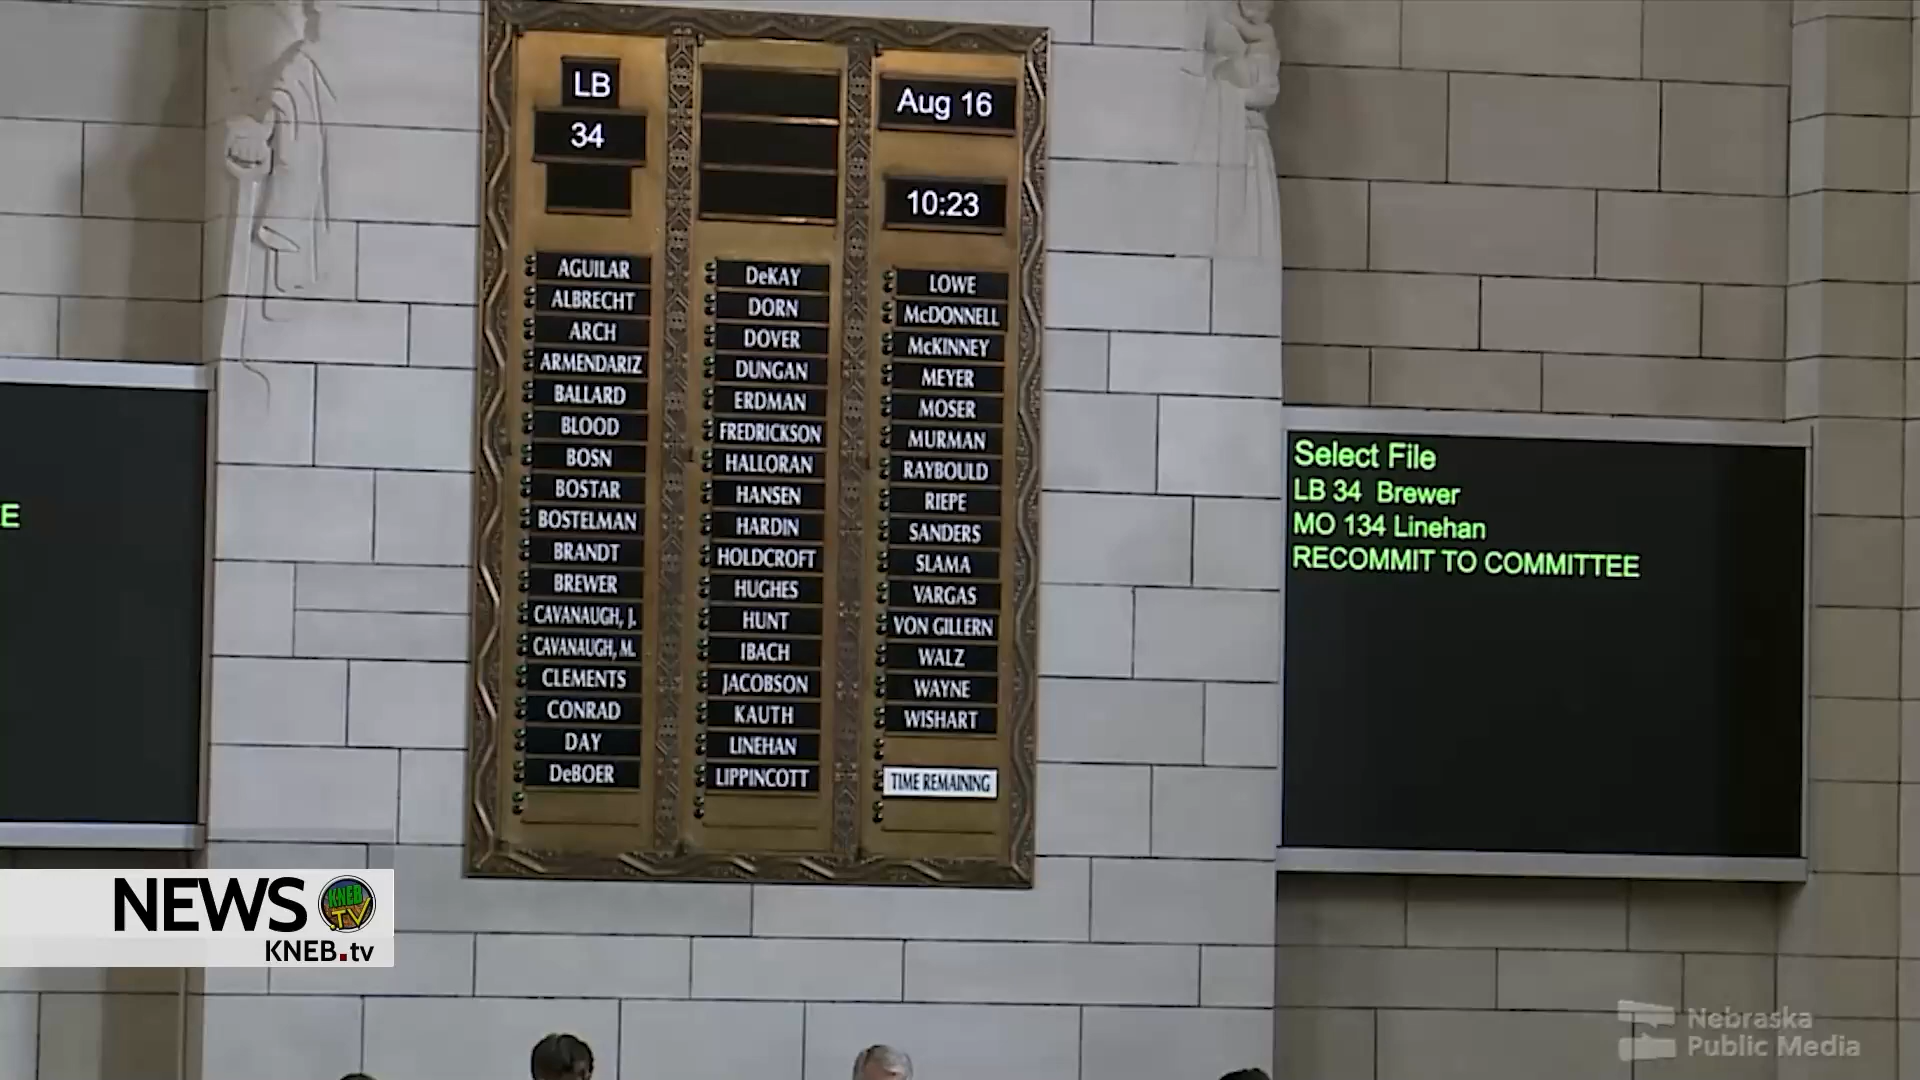 LB
34
Aug 16
10:23
AGUILAR
ALBRECHT
ARCH
ARMENDARIZ
BALLARD
BLOOD
BOSN
BOSTAR
BOSTELMAN
BRANDT
BREWER
CAVANAUGH, J.
CAVANAUGH, M.
CLEMENTS
CONRAD
DAY
DeBOER
DeKAY
DORN
DOVER
DUNGAN
ERDMAN
FREDRICKSON
HALLORAN
HANSEN
HARDIN
HOLDCROFT
HUGHES
HUNT
IBACH
JACOBSON
KAUTH
LINEHAN
LIPPINCOTT
LOWE
McDONNELL
McKINNEY
MEYER
MOSER
MURMAN
RAYBOULD
RIEPE
SANDERS
SLAMA
VARGAS
VON GILLERN
WALZ
WAYNE
WISHART
TIME REMAINING
E
Select File
LB 34 Brewer
MO 134 Linehan
RECOMMIT TO COMMITTEE
NEWS
KNEB
.TV
KNEB.tv
Nebraska
Public Media